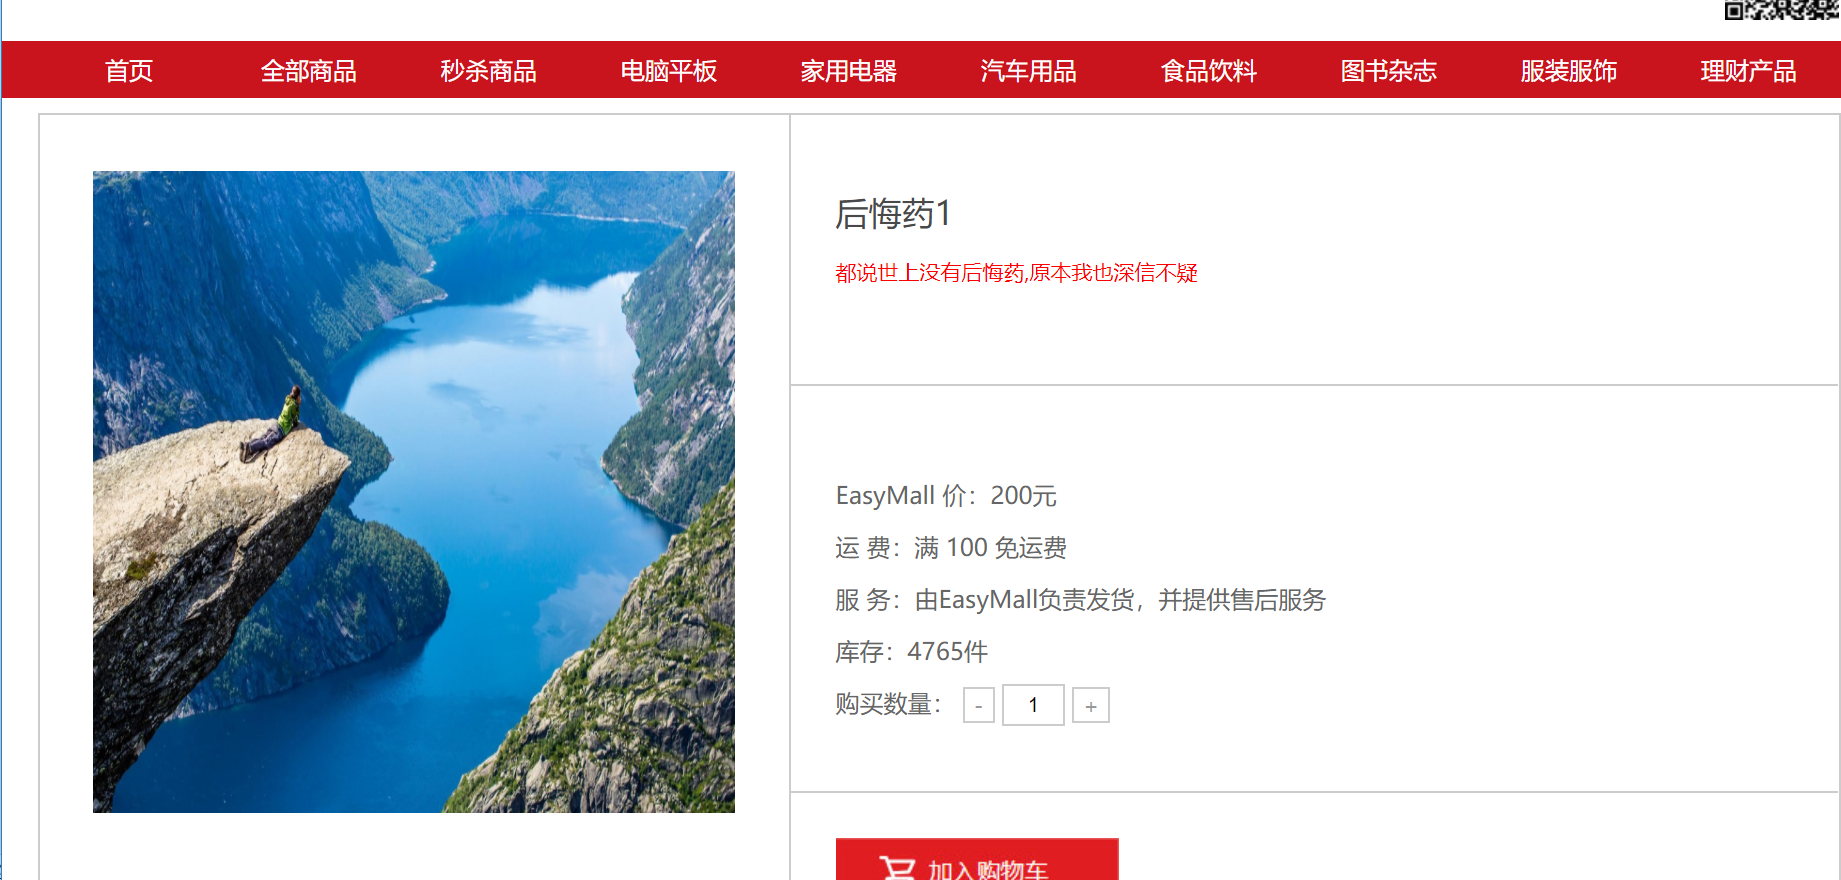 首页 全部商品 秒杀商品 电脑平板 家用电器 汽车用品 食品饮料 图书杂志 服装服饰 理财产品
后悔药1
都说世上没有后悔药,原本我也深信不疑
EasyMall 价：200元
运 费：满 100 免运费
服 务：由EasyMall负责发货，并提供售后服务
库存：4765件
购买数量： - 1 +
加入购物车